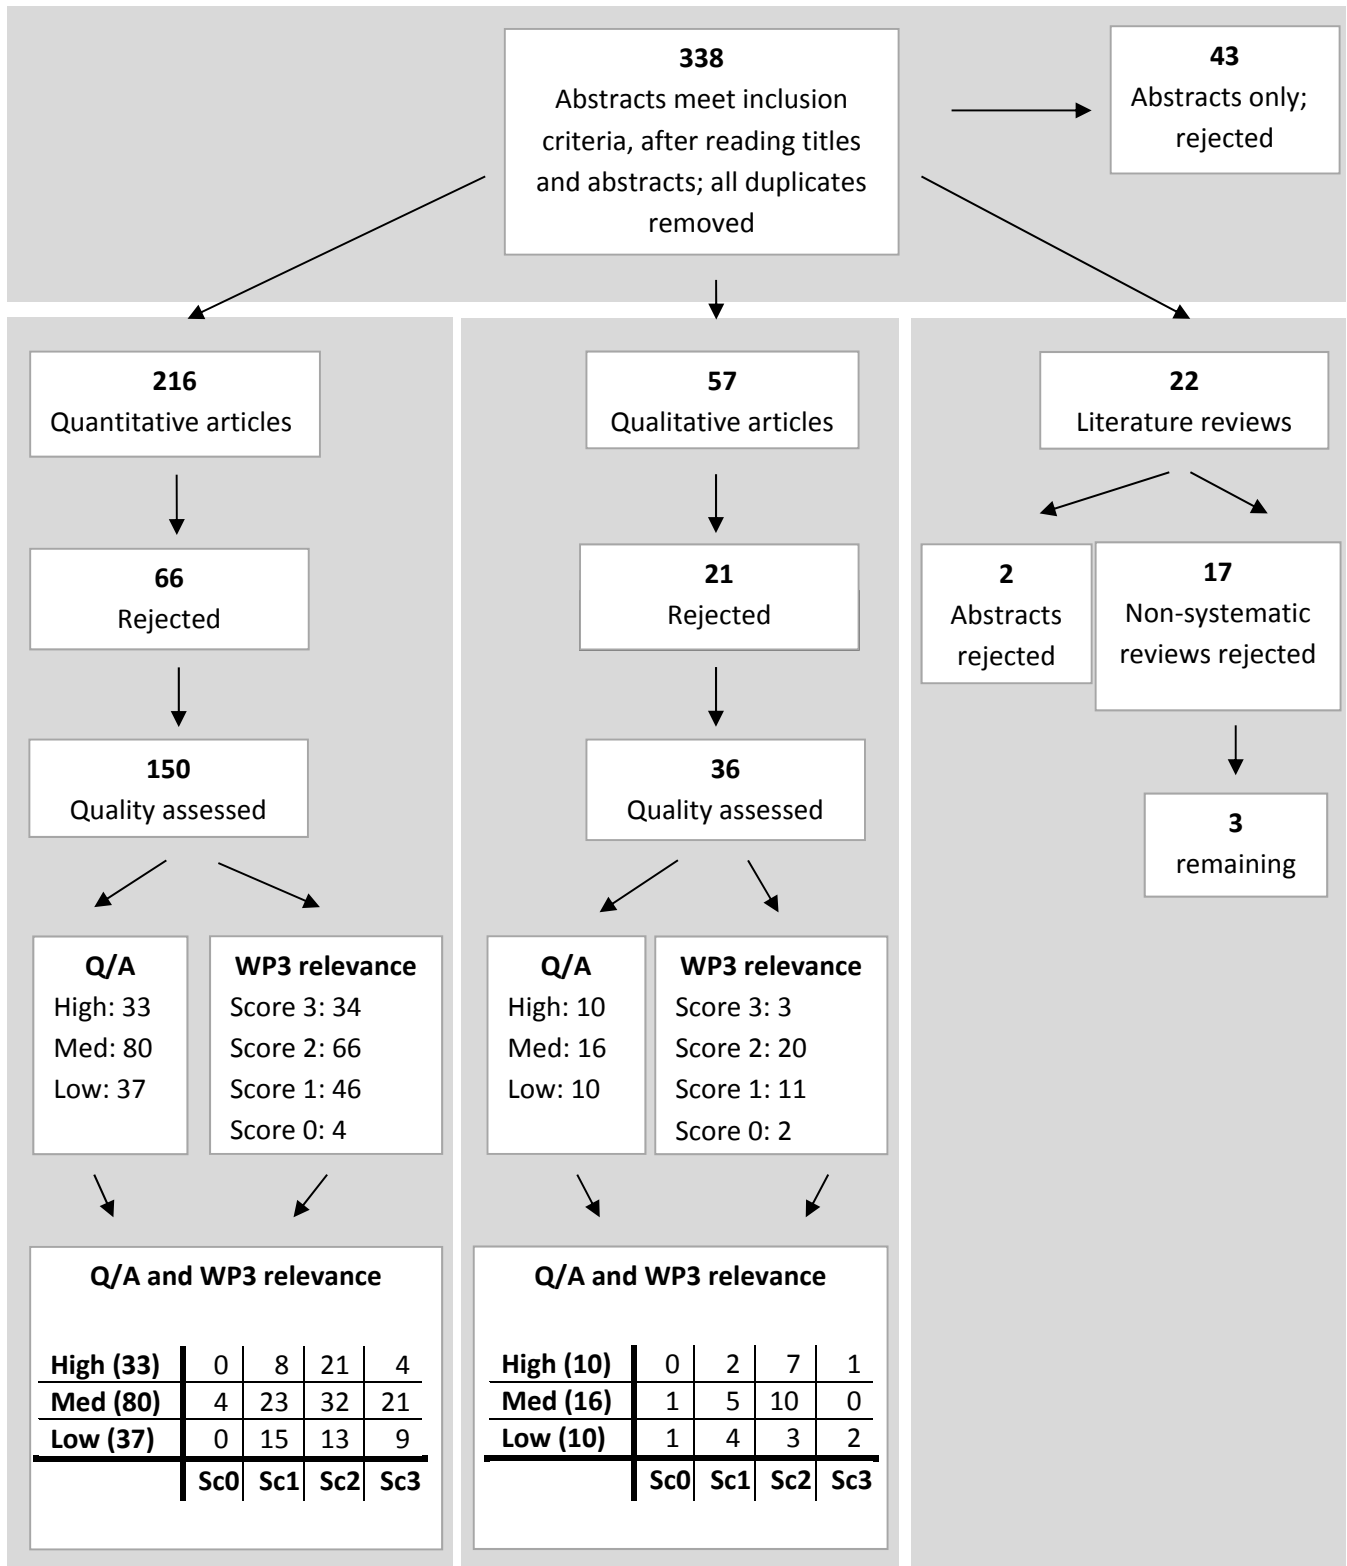 338
Abstracts meet inclusion
criteria, after reading titles
and abstracts; all duplicates
removed
43
Abstracts only;
rejected
216
Quantitative articles
57
Qualitative articles
22
Literature reviews
66
Rejected
21
Rejected
2
Abstracts
rejected
17
Non-systematic
reviews rejected
150
Quality assessed
36
Quality assessed
3
remaining
Q/A
High: 33
Med: 80
Low: 37
WP3 relevance
Score 3: 34
Score 2: 66
Score 1: 46
Score 0: 4
Q/A
High: 10
Med: 16
Low: 10
WP3 relevance
Score 3: 3
Score 2: 20
Score 1: 11
Score 0: 2
Q/A and WP3 relevance
High (33) 0 8 21 4
Med (80) 4 23 32 21
Low (37) 0 15 13 9
Sc0 Sc1 Sc2 Sc3
Q/A and WP3 relevance
High (10) 0 2 7 1
Med (16) 1 5 10 0
Low (10) 1 4 3 2
Sc0 Sc1 Sc2 Sc3